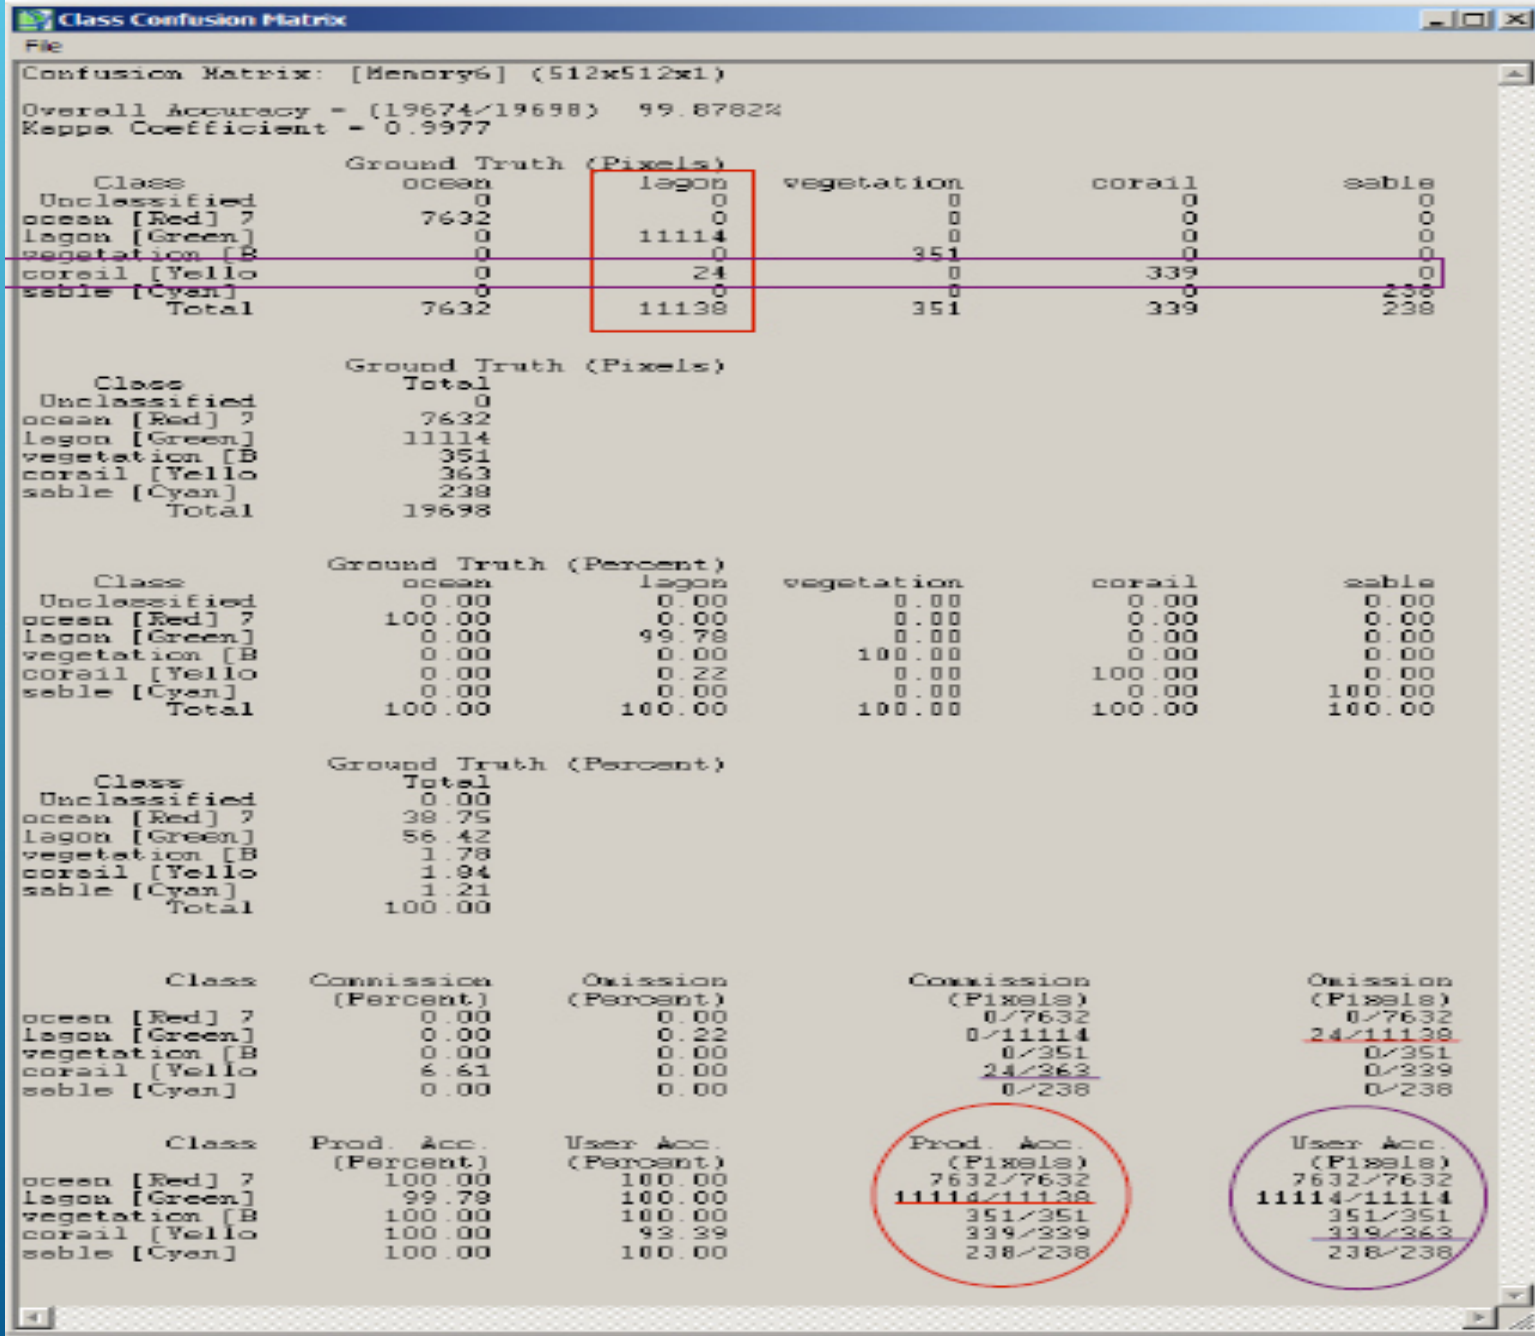 Class Confusion Matrix
File
Confusion Matrix: [Memory6] (512x512x1)
Overall Accuracy = (19674/19698) 99.8782%
Kappa Coefficient = 0.9977
Ground Truth (Pixels)
Class ocean lagon vegetation corail sable
Unclassified 0 0 0 0 0
ocean [Red] 7 7632 0 0 0 0
lagon [Green] 0 11114 0 0 0
vegetation [B 0 0 351 0 0
corail [Yello 0 24 0 339 0
sable [Cyan] 0 0 0 0 238
Total 7632 11138 351 339 238
Ground Truth (Pixels)
Class Total
Unclassified 0
ocean [Red] 7 7632
lagon [Green] 11114
vegetation [B 351
corail [Yello 363
sable [Cyan] 238
Total 19698
Ground Truth (Percent)
Class ocean lagon vegetation corail sable
Unclassified 0.00 0.00 0.00 0.00 0.00
ocean [Red] 7 100.00 0.00 0.00 0.00 0.00
lagon [Green] 0.00 99.78 0.00 0.00 0.00
vegetation [B 0.00 0.00 100.00 0.00 0.00
corail [Yello 0.00 0.22 0.00 100.00 0.00
sable [Cyan] 0.00 0.00 0.00 0.00 100.00
Total 100.00 100.00 100.00 100.00 100.00
Ground Truth (Percent)
Class Total
Unclassified 0.00
ocean [Red] 7 38.75
lagon [Green] 56.42
vegetation [B 1.78
corail [Yello 1.84
sable [Cyan] 1.21
Total 100.00
Class Commission Omission Commission Omission
(Percent) (Percent) (Pixels) (Pixels)
ocean [Red] 7 0.00 0.00 0/7632 0/7632
lagon [Green] 0.00 0.22 0/11114 24/11138
vegetation [B 0.00 0.00 0/351 0/351
corail [Yello 6.61 0.00 24/363 0/339
sable [Cyan] 0.00 0.00 0/238 0/238
Class Prod. Acc. User Acc. Prod. Acc. User Acc.
(Percent) (Percent) (Pixels) (Pixels)
ocean [Red] 7 100.00 100.00 7632/7632 7632/7632
lagon [Green] 99.78 100.00 11114/11138 11114/11114
vegetation [B 100.00 100.00 351/351 351/351
corail [Yello 100.00 93.39 339/339 339/363
sable [Cyan] 100.00 100.00 238/238 238/238